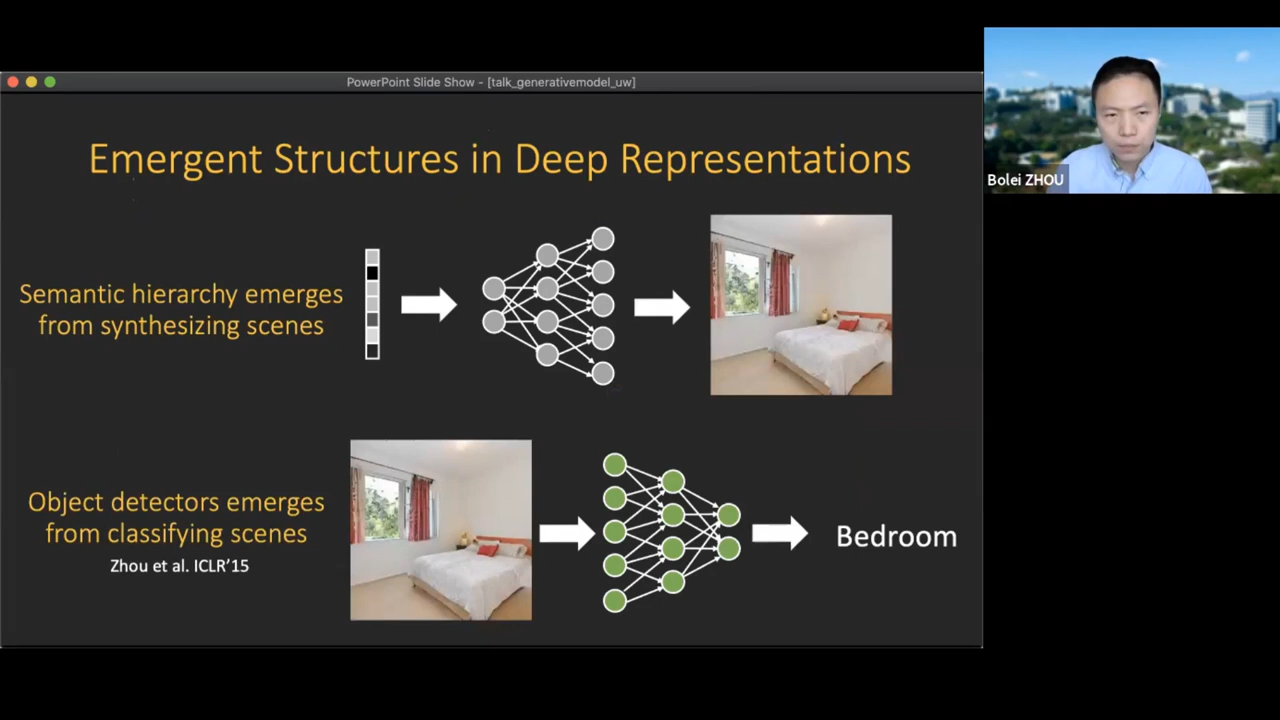 PowerPoint Slide Show - [talk_generativemodel_uw]
Emergent Structures in Deep Representations
Semantic hierarchy emerges
from synthesizing scenes
Object detectors emerges
from classifying scenes
Zhou et al. ICLR’15
Bedroom
Bolei ZHOU